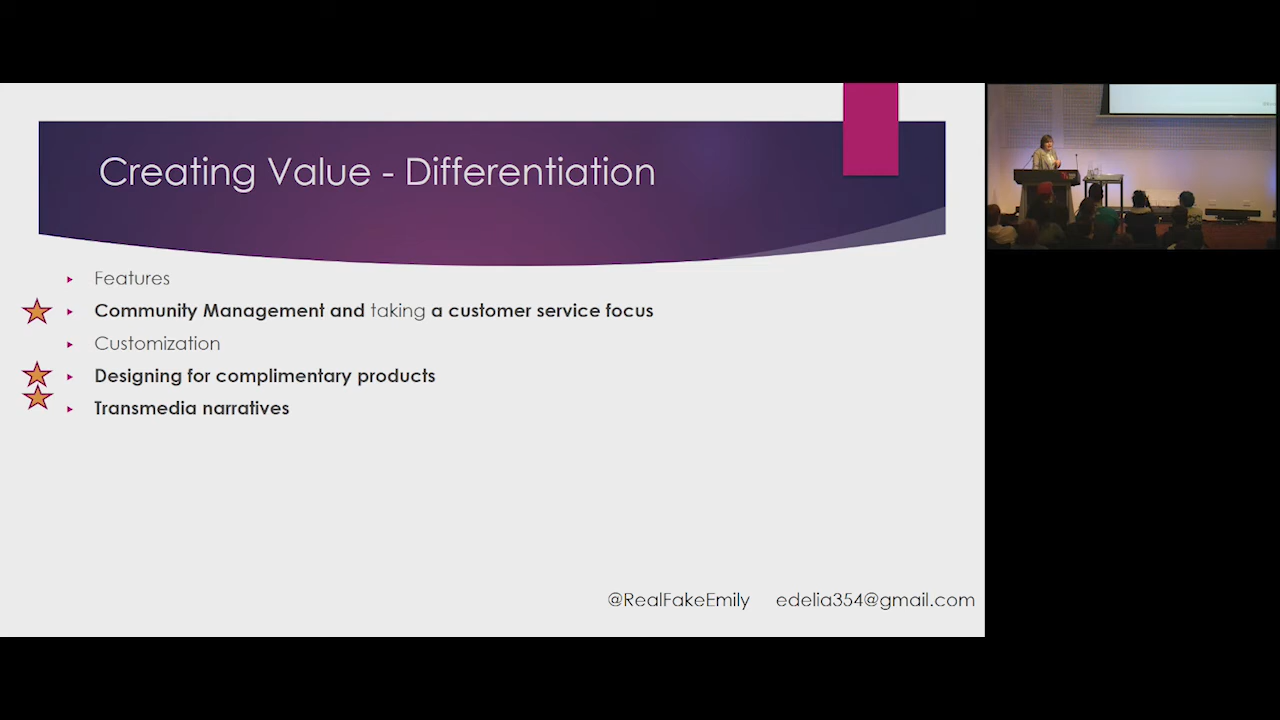 Creating Value - Differentiation
Features
Community Management and taking a customer service focus
Customization
Designing for complimentary products
Transmedia narratives
@RealFakeEmily edelia354@gmail.com